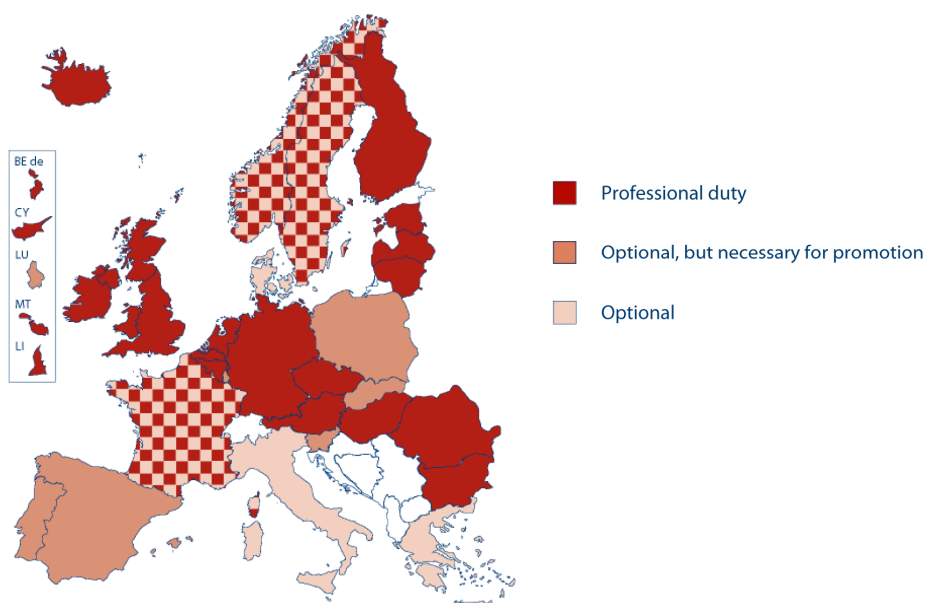 BE de
CY
LU
MT
LI
Professional duty
Optional, but necessary for promotion
Optional